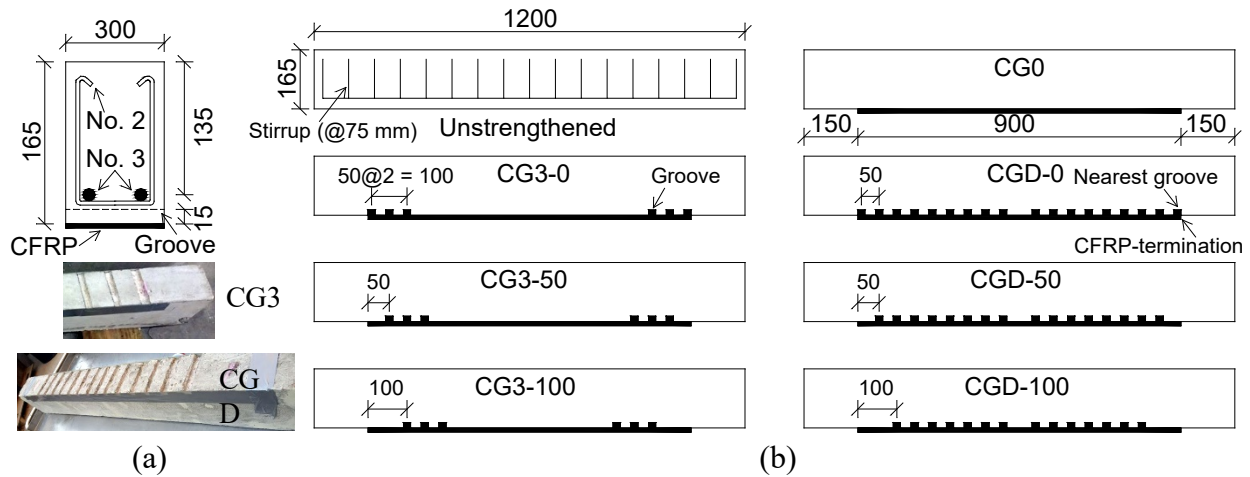 300
165
135
15
No. 2
No. 3
CFRP
Groove
CG3
CG
D
(a)
1200
165
Stirrup (@75 mm)
Unstrengthened
CG0
150
900
150
50@2 = 100
CG3-0
Groove
50
CGD-0
Nearest groove
CFRP-termination
50
CG3-50
50
CGD-50
100
CG3-100
100
CGD-100
(b)